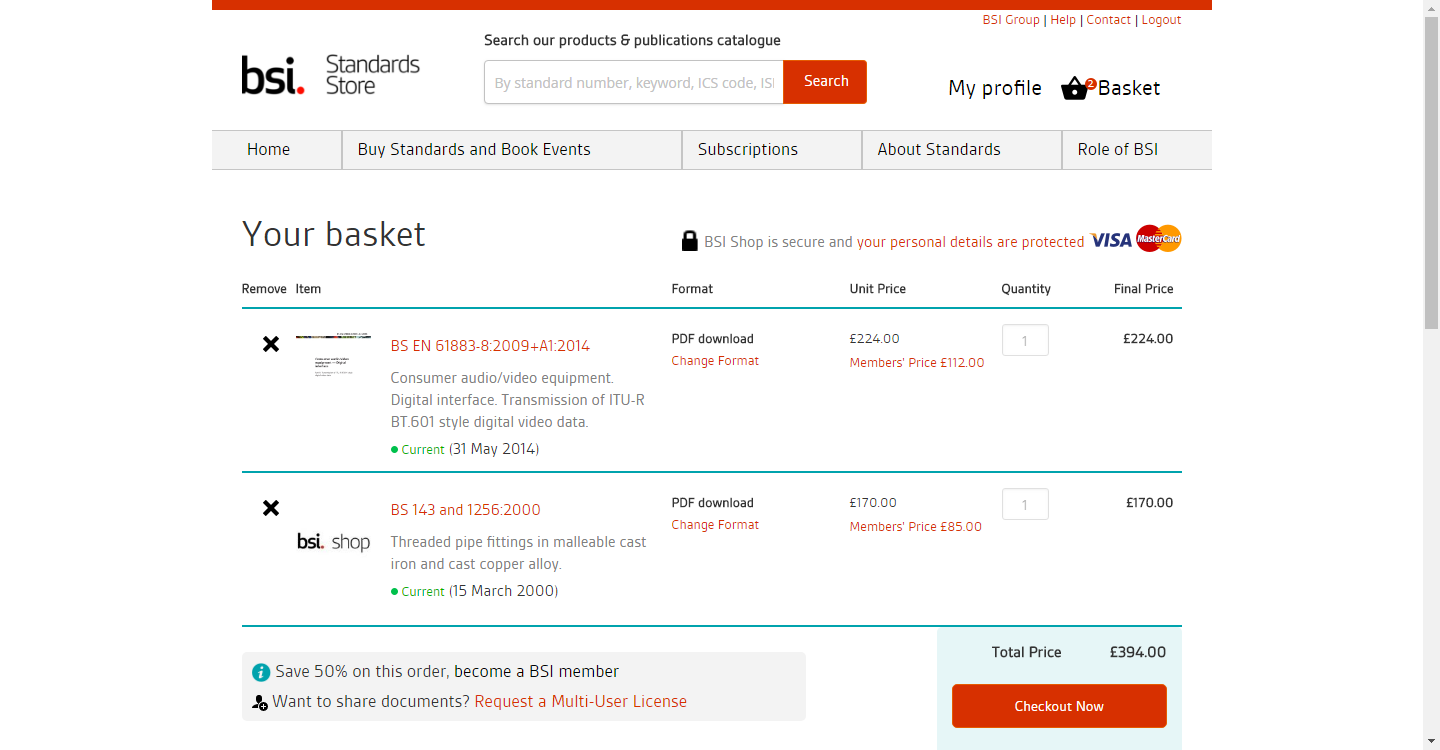 BSI Group | Help | Contact | Logout
Search our products & publications catalogue
bsi. Standards Store
By standard number, keyword, ICS code, ISI
Search
My profile
2
Basket
Home
Buy Standards and Book Events
Subscriptions
About Standards
Role of BSI
Your basket
BSI Shop is secure and your personal details are protected VISA MasterCard
Remove Item Format Unit Price Quantity Final Price
BS EN 61883-8:2009+A1:2014
Consumer audio/video equipment.
Digital interface. Transmission of ITU-R
BT.601 style digital video data.
Current (31 May 2014)
PDF download
Change Format
£224.00
Members' Price £112.00
1
£224.00
bsi. shop
BS 143 and 1256:2000
Threaded pipe fittings in malleable cast
iron and cast copper alloy.
Current (15 March 2000)
PDF download
Change Format
£170.00
Members' Price £85.00
1
£170.00
Save 50% on this order, become a BSI member
Want to share documents? Request a Multi-User License
Total Price £394.00
Checkout Now